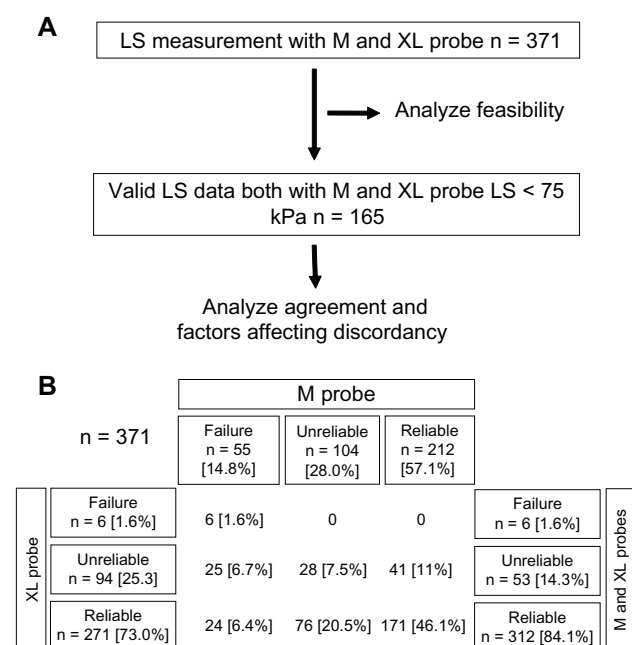 A
LS measurement with M and XL probe n = 371
Analyze feasibility
Valid LS data both with M and XL probe LS < 75
kPa n = 165
Analyze agreement and
factors affecting discordancy
B
M probe
n = 371
Failure
n = 55
[14.8%]
Unreliable
n = 104
[28.0%]
Reliable
n = 212
[57.1%]
XL probe
Failure
n = 6 [1.6%]
6 [1.6%]
0
0
Failure
n = 6 [1.6%]
Unreliable
n = 94 [25.3]
25 [6.7%]
28 [7.5%]
41 [11%]
Unreliable
n = 53 [14.3%]
Reliable
n = 271 [73.0%]
24 [6.4%]
76 [20.5%]
171 [46.1%]
Reliable
n = 312 [84.1%]
M and XL probes